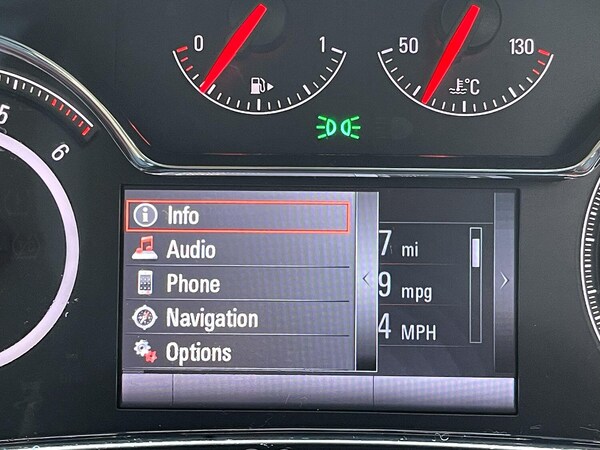 0 1
50 130
°C
5
6
Info
Audio
Phone
Navigation
Options
7 mi
9 mpg
4 MPH